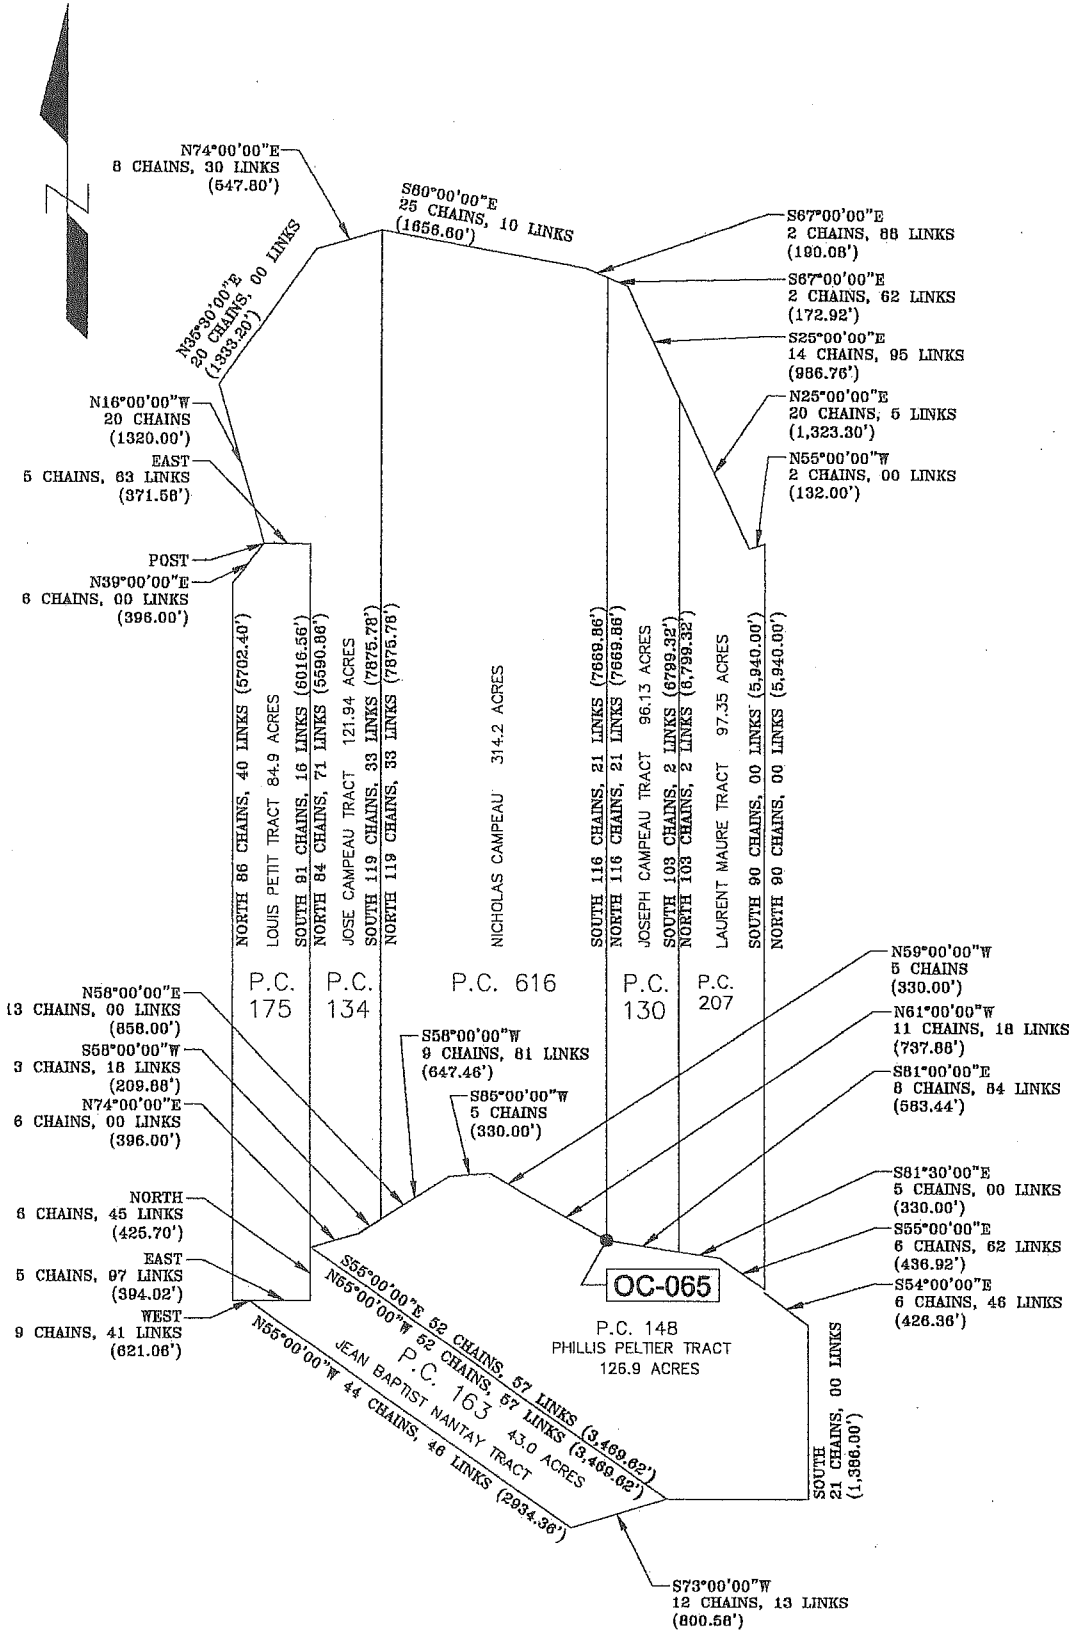 N74°00'00"E
8 CHAINS, 30 LINKS
(547.80')
S80°00'00"E
25 CHAINS, 10 LINKS
(1656.60')
S67°00'00"E
2 CHAINS, 88 LINKS
(190.08')
S67°00'00"E
2 CHAINS, 62 LINKS
(172.92')
N35°30'00"E
20 CHAINS, 00 LINKS
(1333.20')
S25°00'00"E
14 CHAINS, 95 LINKS
(986.76')
N16°00'00"W
20 CHAINS
(1320.00')
N25°00'00"E
20 CHAINS, 5 LINKS
(1,323.30')
EAST
5 CHAINS, 63 LINKS
(371.58')
N55°00'00"W
2 CHAINS, 00 LINKS
(132.00')
POST
N39°00'00"E
6 CHAINS, 00 LINKS
(396.00')
NORTH 86 CHAINS, 40 LINKS (5702.40')
LOUIS PETIT TRACT 84.9 ACRES
SOUTH 91 CHAINS, 16 LINKS (6016.56')
NORTH 84 CHAINS, 71 LINKS (5590.86')
JOSE CAMPEAU TRACT 121.94 ACRES
SOUTH 119 CHAINS, 33 LINKS (7875.78')
NORTH 119 CHAINS, 33 LINKS (7875.78')
NICHOLAS CAMPEAU 314.2 ACRES
SOUTH 116 CHAINS, 21 LINKS (7669.86')
NORTH 116 CHAINS, 21 LINKS (7669.86')
JOSEPH CAMPEAU TRACT 96.13 ACRES
SOUTH 103 CHAINS, 2 LINKS (6799.32')
NORTH 103 CHAINS, 2 LINKS (6,799.32')
LAURENT MAURE TRACT 97.35 ACRES
SOUTH 90 CHAINS, 00 LINKS (5,940.00')
NORTH 90 CHAINS, 00 LINKS (5,940.00')
P.C.
175
P.C.
134
P.C. 616
P.C.
130
P.C.
207
N58°00'00"E
13 CHAINS, 00 LINKS
(858.00')
S58°00'00"W
3 CHAINS, 18 LINKS
(209.88')
N74°00'00"E
6 CHAINS, 00 LINKS
(396.00')
S58°00'00"W
9 CHAINS, 81 LINKS
(647.46')
S85°00'00"W
5 CHAINS
(330.00')
N59°00'00"W
5 CHAINS
(330.00')
N61°00'00"W
11 CHAINS, 18 LINKS
(737.88')
S81°00'00"E
8 CHAINS, 84 LINKS
(583.44')
S81°30'00"E
5 CHAINS, 00 LINKS
(330.00')
S55°00'00"E
6 CHAINS, 62 LINKS
(436.92')
S54°00'00"E
6 CHAINS, 46 LINKS
(426.36')
NORTH
6 CHAINS, 45 LINKS
(425.70')
EAST
5 CHAINS, 97 LINKS
(394.02')
WEST
9 CHAINS, 41 LINKS
(621.06')
OC-065
P.C. 148
PHILLIS PELTIER TRACT
126.9 ACRES
S55°00'00"E 52 CHAINS, 57 LINKS (3,469.62')
N55°00'00"W 52 CHAINS, 57 LINKS (3,469.62')
P.C. 163 43.0 ACRES
JEAN BAPTIST NANTAY TRACT
N55°00'00"W 44 CHAINS, 46 LINKS (2934.36')
SOUTH
21 CHAINS, 00 LINKS
(1,386.00')
S73°00'00"W
12 CHAINS, 13 LINKS
(800.58')